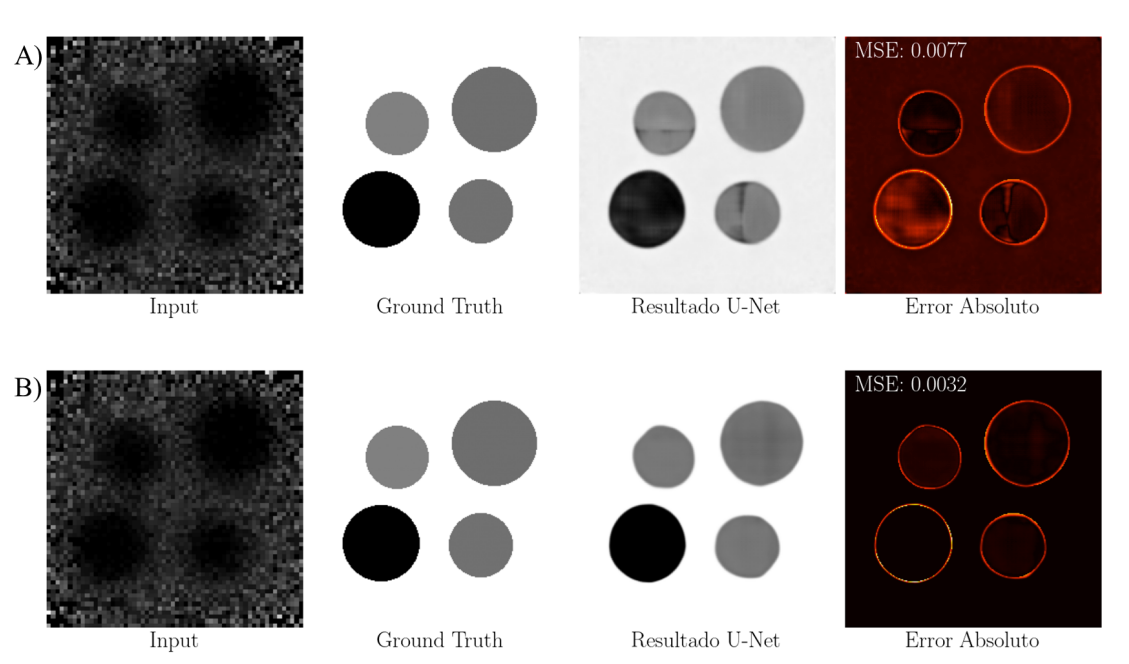 A)
MSE: 0.0077
Input
Ground Truth
Resultado U-Net
Error Absoluto
B)
MSE: 0.0032
Input
Ground Truth
Resultado U-Net
Error Absoluto